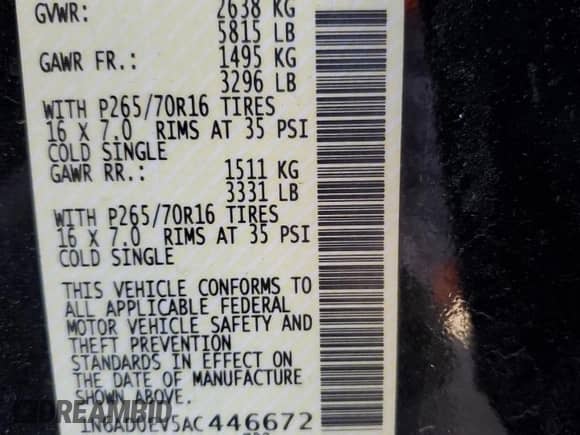 GVWR: 2638 KG
5815 LB
GAWR FR.: 1495 KG
3296 LB
WITH P265/70R16 TIRES
16 X 7.0 RIMS AT 35 PSI
COLD SINGLE
GAWR RR.: 1511 KG
3331 LB
WITH P265/70R16 TIRES
16 X 7.0 RIMS AT 35 PSI
COLD SINGLE
THIS VEHICLE CONFORMS TO
ALL APPLICABLE FEDERAL
MOTOR VEHICLE SAFETY AND
THEFT PREVENTION
STANDARDS IN EFFECT ON
THE DATE OF MANUFACTURE
SHOWN ABOVE.
1N6AD0EV5AC446672
DREAMBID